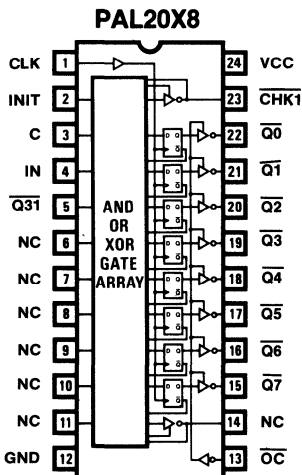 PAL20X8
CLK 1 24 VCC
INIT 2 23 CHK1
C 3 22 Q0
IN 4 21 Q1
Q31 5 20 Q2
NC 6 19 Q3
NC 7 18 Q4
NC 8 17 Q5
NC 9 16 Q6
NC 10 15 Q7
NC 11 14 NC
GND 12 13 OC
AND
OR
XOR
GATE
ARRAY